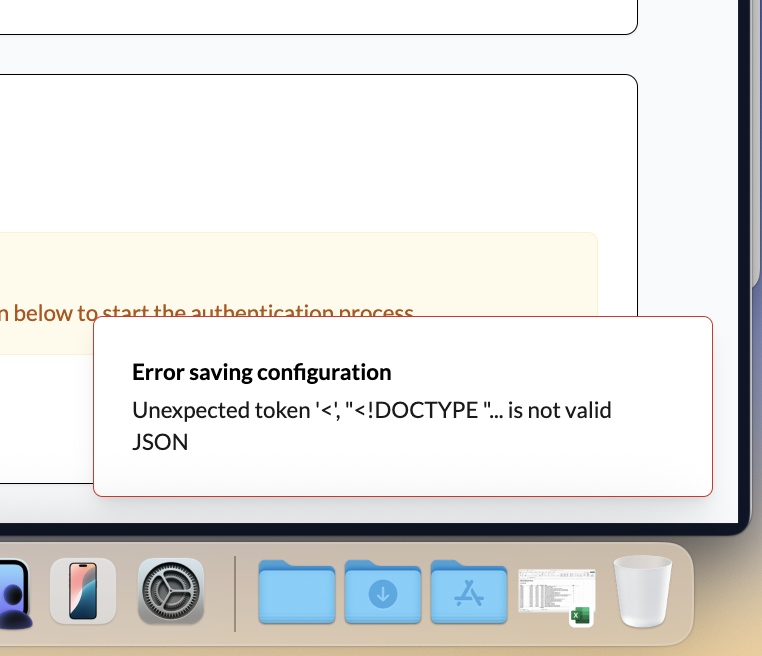 n below to start the authentication process
Error saving configuration
Unexpected token '<', "<!DOCTYPE "... is not valid
JSON